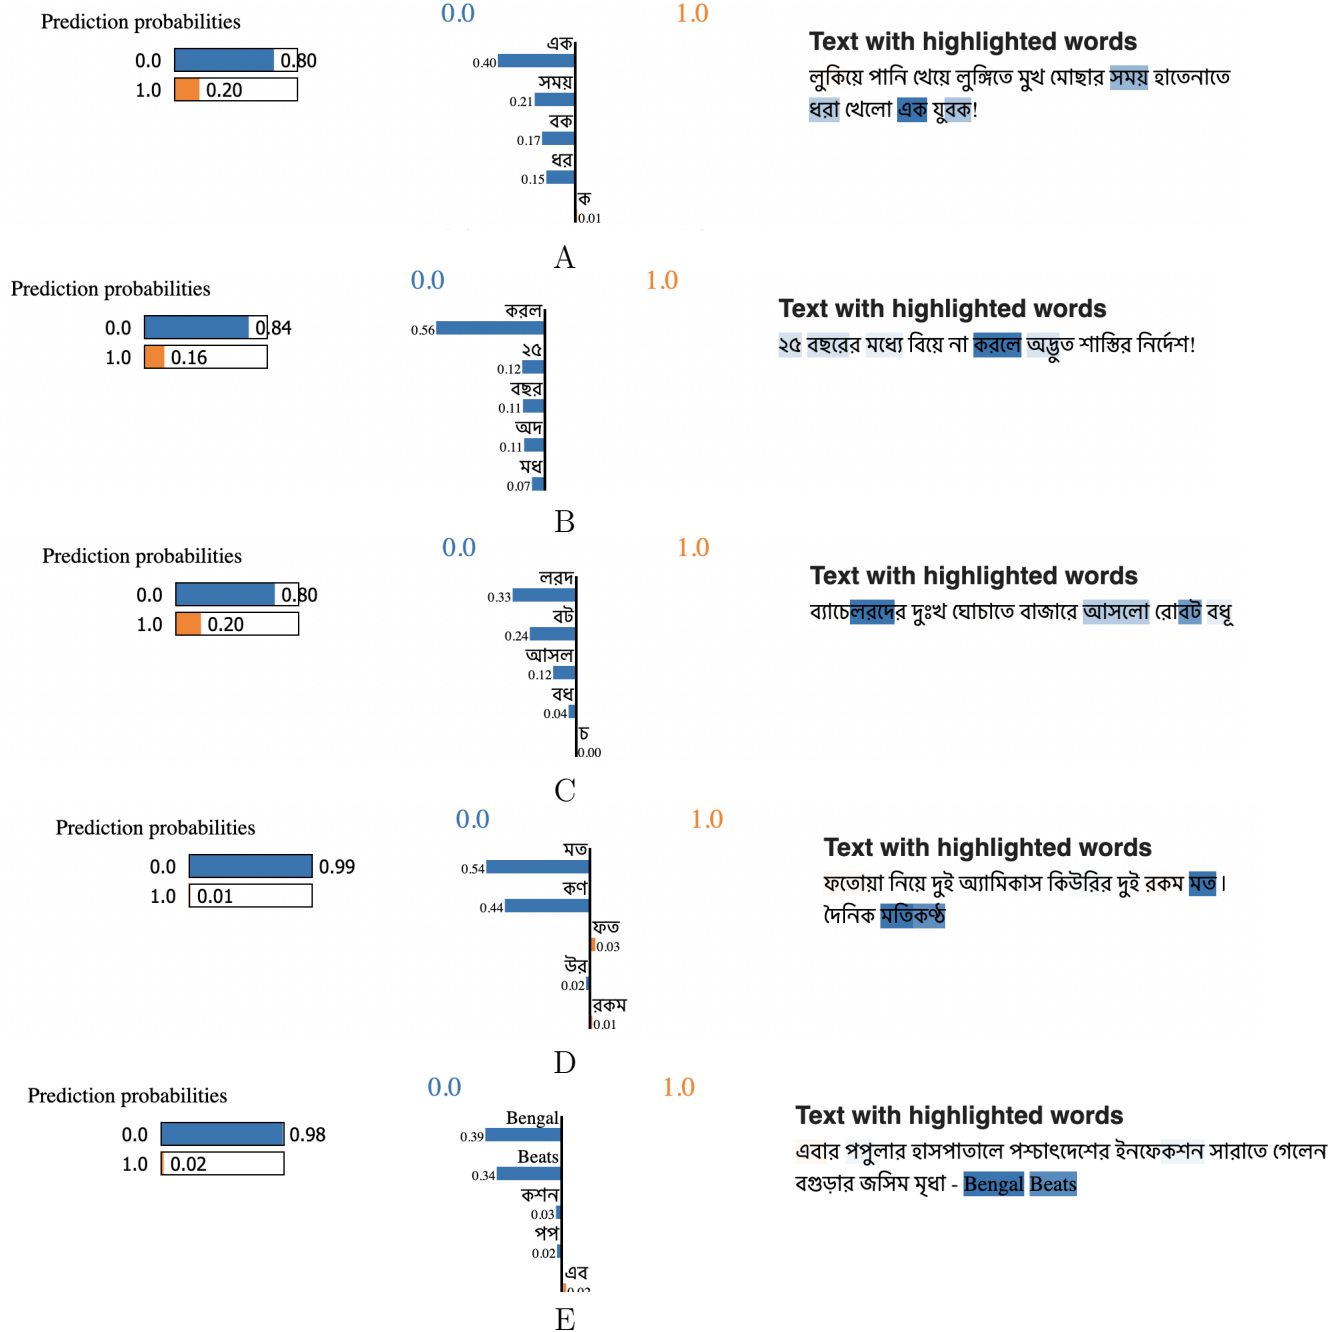 Prediction probabilities
0.0 0.80
1.0 0.20
0.0 1.0
এক
0.40
সময়
0.21
বক
0.17
ধর
0.15
ক
0.01
Text with highlighted words
লুকিয়ে পানি খেয়ে লুঙ্গিতে মুখ মোছার সময় হাতেনাতে
ধরা খেলো এক যুবক!
A
Prediction probabilities
0.0 0.84
1.0 0.16
0.0 1.0
করল
0.56
২৫
0.12
বছর
0.11
অদ
0.11
মধ
0.07
Text with highlighted words
২৫ বছরের মধ্যে বিয়ে না করলে অদ্ভুত শাস্তির নির্দেশ!
B
Prediction probabilities
0.0 0.80
1.0 0.20
0.0 1.0
লরদ
0.33
বট
0.24
আসল
0.12
বধ
0.04
চ
0.00
Text with highlighted words
ব্যাচেলরদের দুঃখ ঘোচাতে বাজারে আসলো রোবট বধূ
C
Prediction probabilities
0.0 0.99
1.0 0.01
0.0 1.0
মত
0.54
কণ
0.44
ফত
0.03
উর
0.02
রকম
0.01
Text with highlighted words
ফতোয়া নিয়ে দুই অ্যামিকাস কিউরির দুই রকম মত।
দৈনিক মতিকণ্ঠ
D
Prediction probabilities
0.0 0.98
1.0 0.02
0.0 1.0
Bengal
0.39
Beats
0.34
কশন
0.03
পপ
0.02
এব
0.02
Text with highlighted words
এবার পপুলার হাসপাতালে পশ্চাৎদেশের ইনফেকশন সারাতে গেলেন
বগুড়ার জসিম মৃধা - Bengal Beats
E